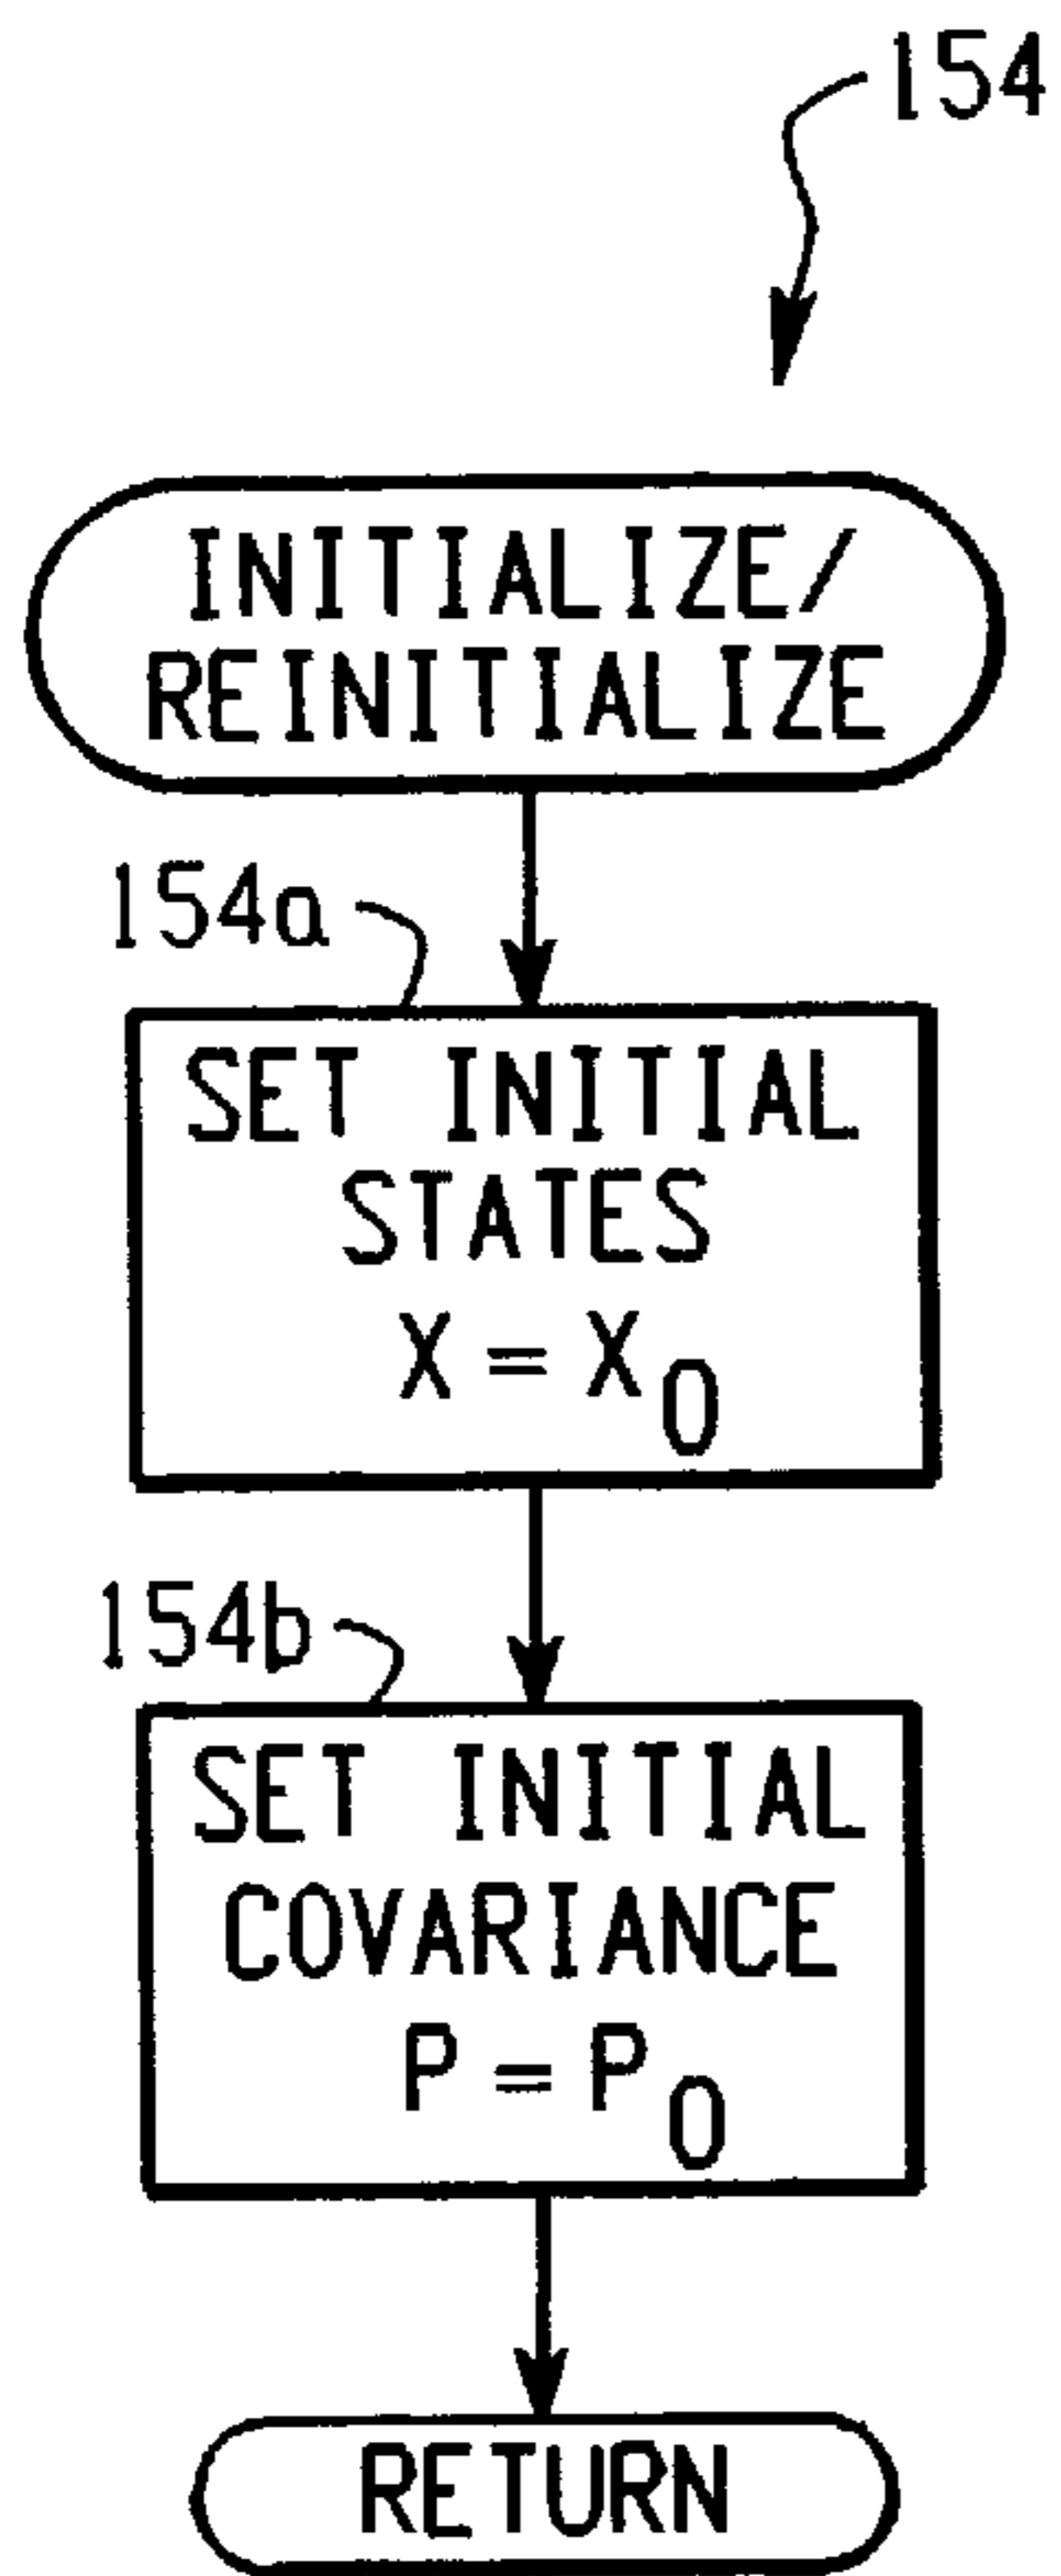 154
INITIALIZE/
REINITIALIZE
154a
SET INITIAL
STATES
X = X0
154b
SET INITIAL
COVARIANCE
P = P0
RETURN